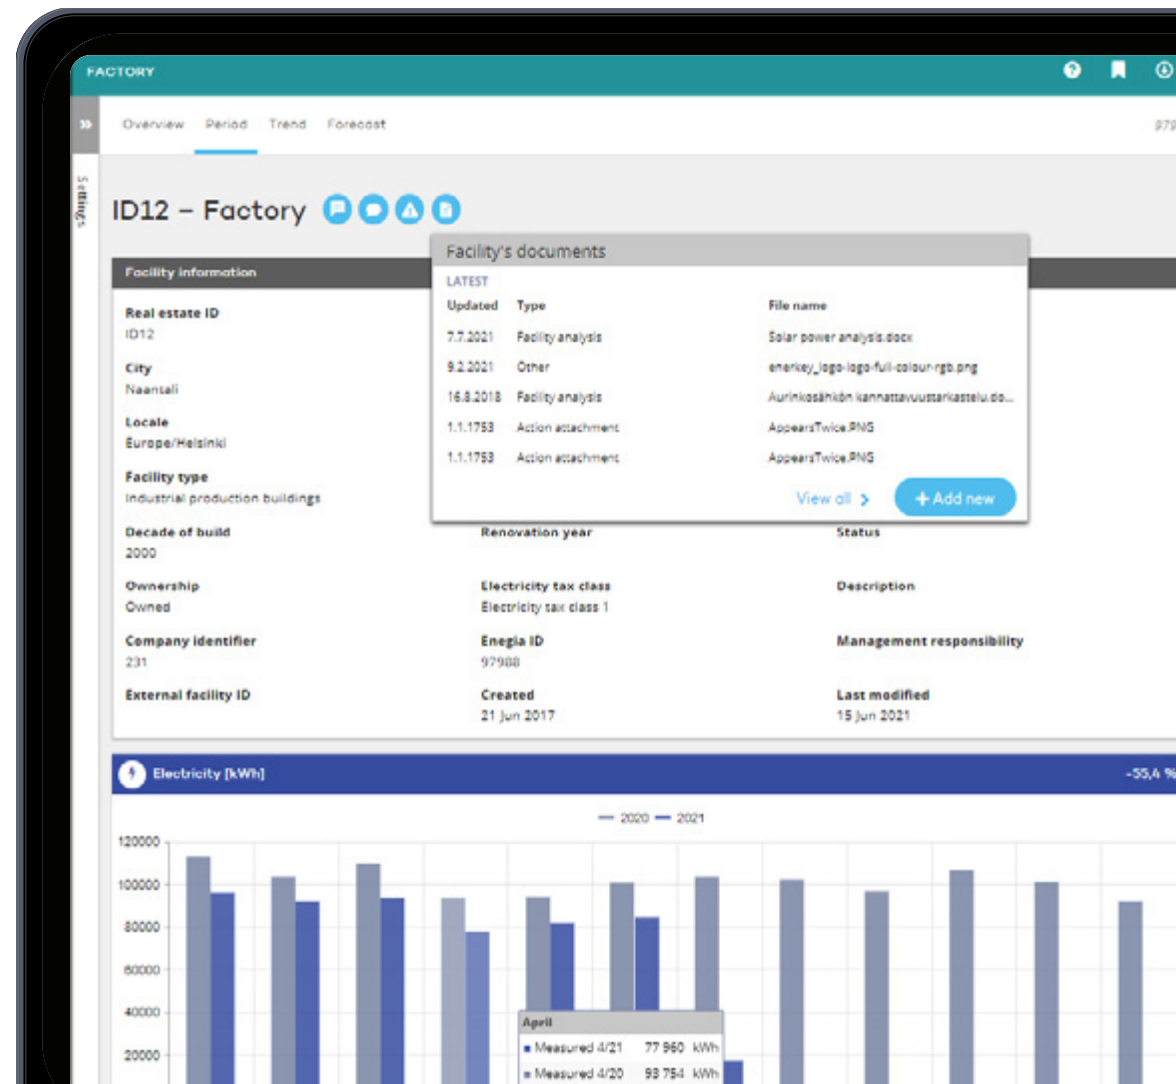 FACTORY
Overview Period Trend Forecast
979
Settings
ID12 – Factory
Facility's documents
LATEST
Updated Type File name
7.7.2021 Facility analysis Solar power analysis.docx
9.2.2021 Other enerkey_logo-logo-full-colour-rgb.png
16.8.2018 Facility analysis Aurinkosähkön kannattavuustarkastelu.do...
1.1.1753 Action attachment AppearsTwice.PNG
1.1.1753 Action attachment AppearsTwice.PNG
View all + Add new
Facility information
Real estate ID
ID12
City
Naantali
Locale
Europe/Helsinki
Facility type
Industrial production buildings
Decade of build Renovation year Status
2000
Ownership Electricity tax class Description
Owned Electricity tax class 1
Company identifier Enegia ID Management responsibility
231 97988
External facility ID Created Last modified
21 Jun 2017 15 Jun 2021
Electricity [kWh] -55,4 %
2020 2021
120000
100000
80000
60000
40000
20000
April
Measured 4/21 77 960 kWh
Measured 4/20 93 754 kWh